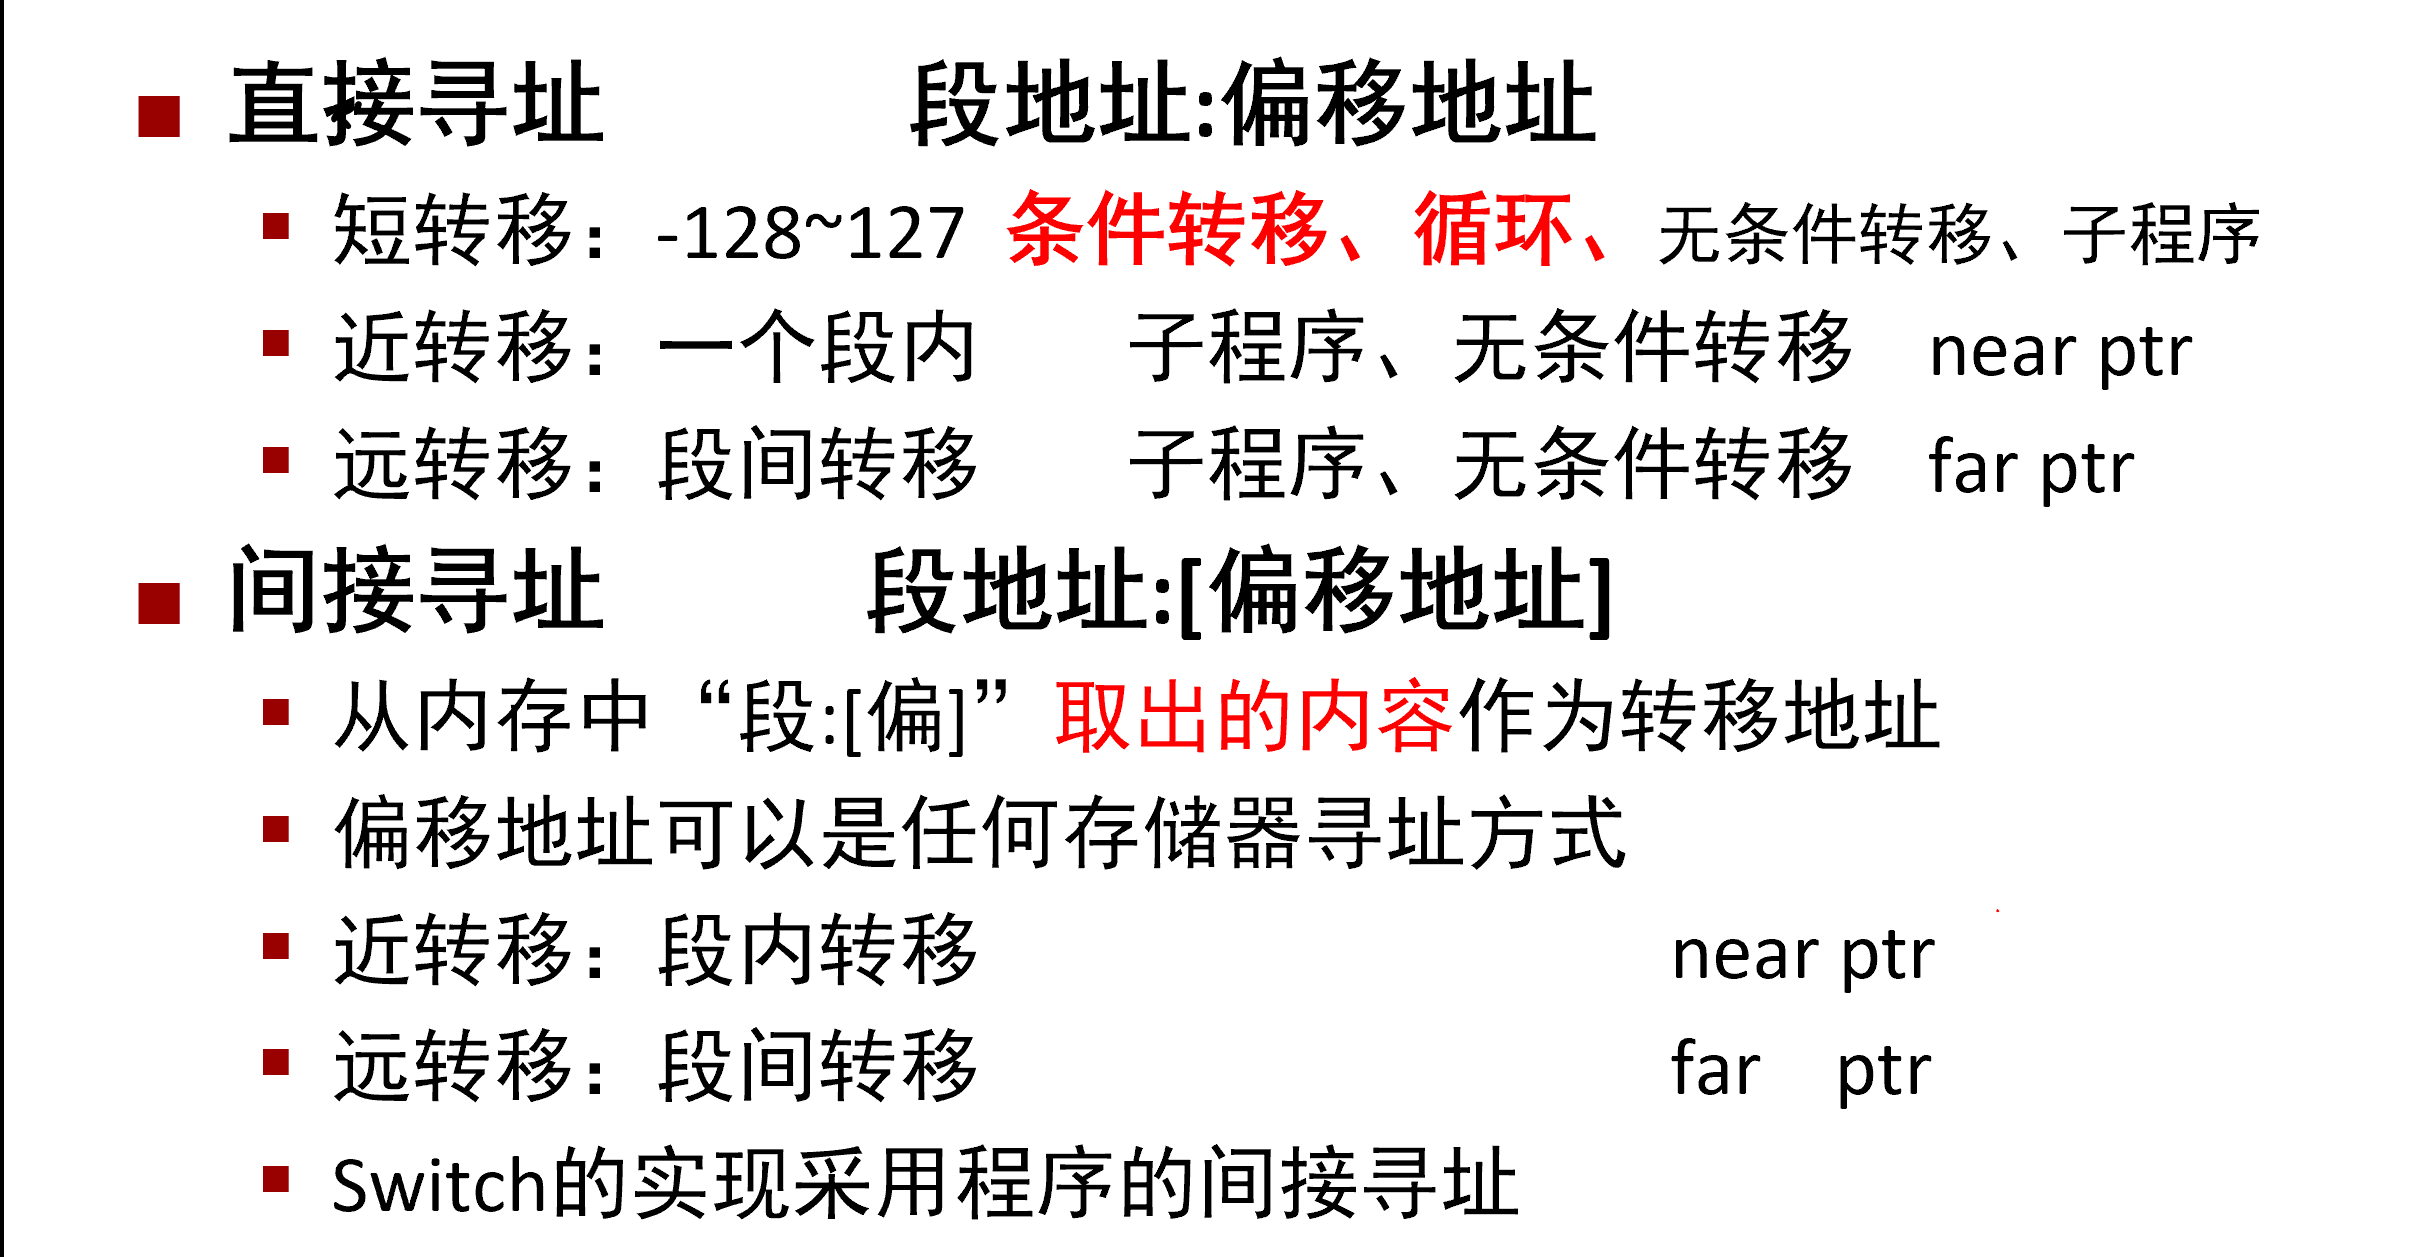 直接寻址 段地址:偏移地址
短转移：-128~127 条件转移、循环、无条件转移、子程序
近转移：一个段内 子程序、无条件转移 near ptr
远转移：段间转移 子程序、无条件转移 far ptr
间接寻址 段地址:[偏移地址]
从内存中“段:[偏]”取出的内容作为转移地址
偏移地址可以是任何存储器寻址方式
近转移：段内转移 near ptr
远转移：段间转移 far ptr
Switch的实现采用程序的间接寻址